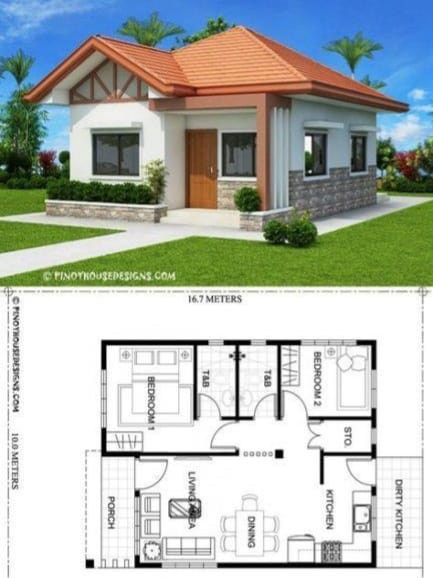 © PINOYHOUSEDESIGNS.COM
16.7 METERS
© PINOYHOUSEDESIGNS.COM
10.0 METERS
BEDROOM 1
T&B
T&B
BEDROOM 2
STO.
PORCH
LIVING AREA
DINING
KITCHEN
DIRTY KITCHEN